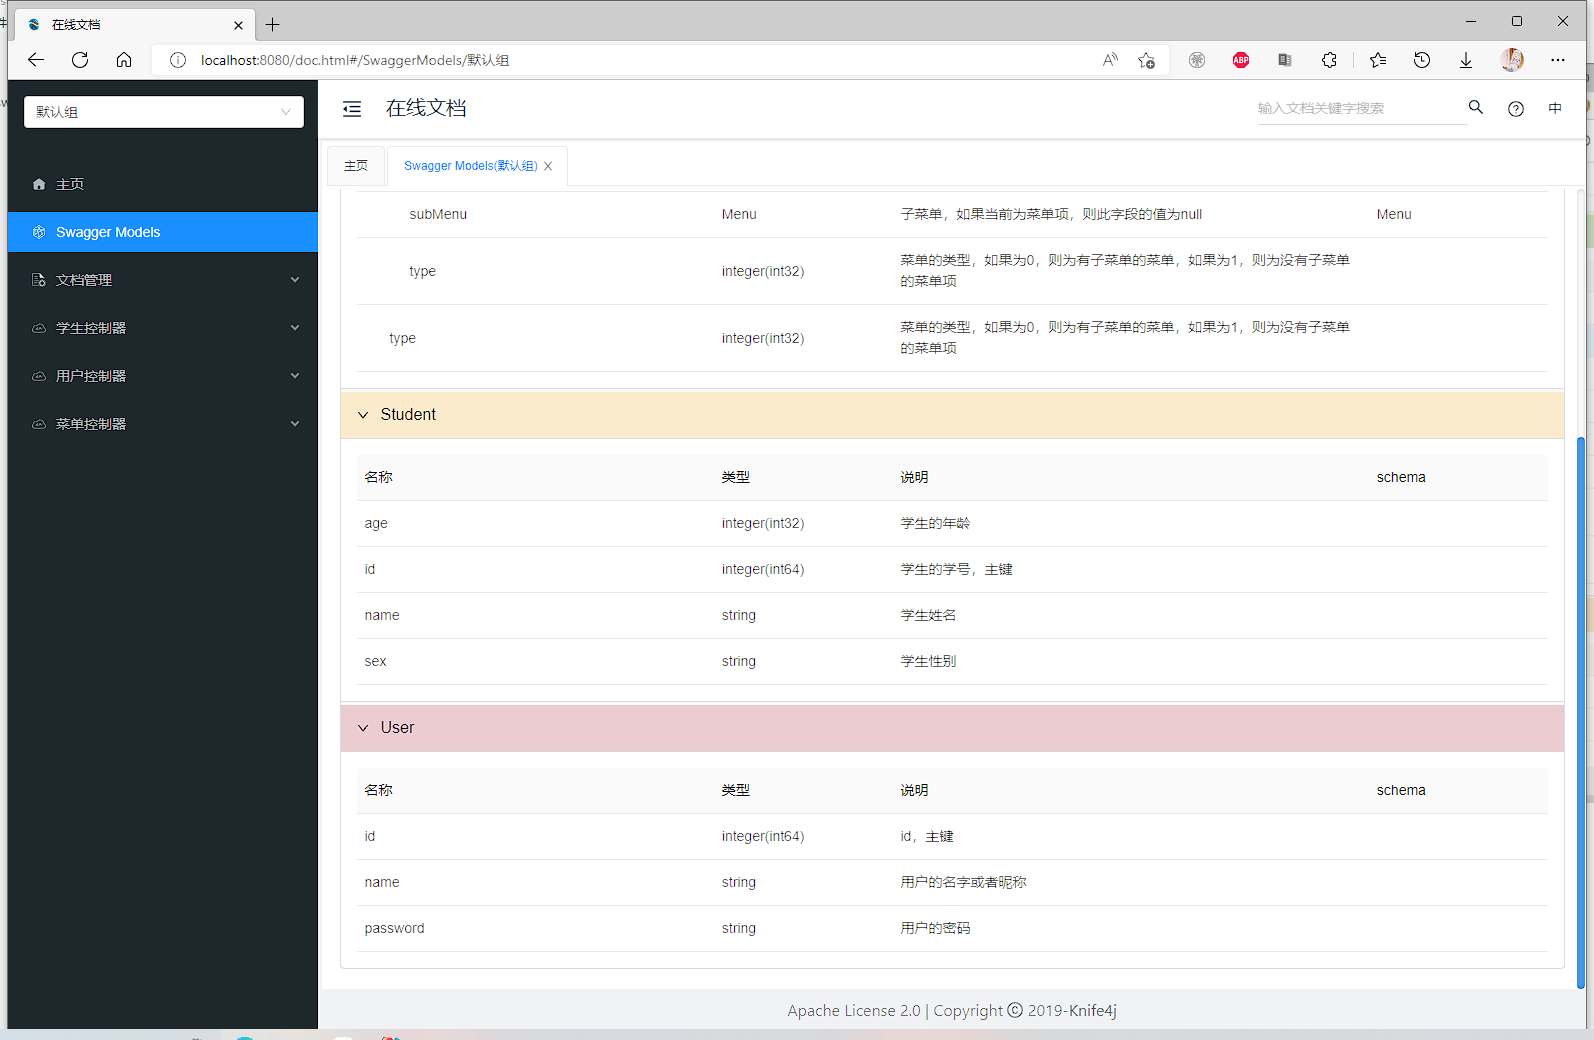 在线文档
localhost:8080/doc.html#/SwaggerModels/默认组
ABP
默认组
在线文档
输入文档关键字搜索
中
主页
Swagger Models(默认组)
主页
Swagger Models
文档管理
学生控制器
用户控制器
菜单控制器
subMenu Menu 子菜单，如果当前为菜单项，则此字段的值为null Menu
type integer(int32) 菜单的类型，如果为0，则为有子菜单的菜单，如果为1，则为没有子菜单
的菜单项
type integer(int32) 菜单的类型，如果为0，则为有子菜单的菜单，如果为1，则为没有子菜单
的菜单项
Student
名称 类型 说明 schema
age integer(int32) 学生的年龄
id integer(int64) 学生的学号，主键
name string 学生姓名
sex string 学生性别
User
名称 类型 说明 schema
id integer(int64) id，主键
name string 用户的名字或者昵称
password string 用户的密码
Apache License 2.0 | Copyright © 2019-Knife4j